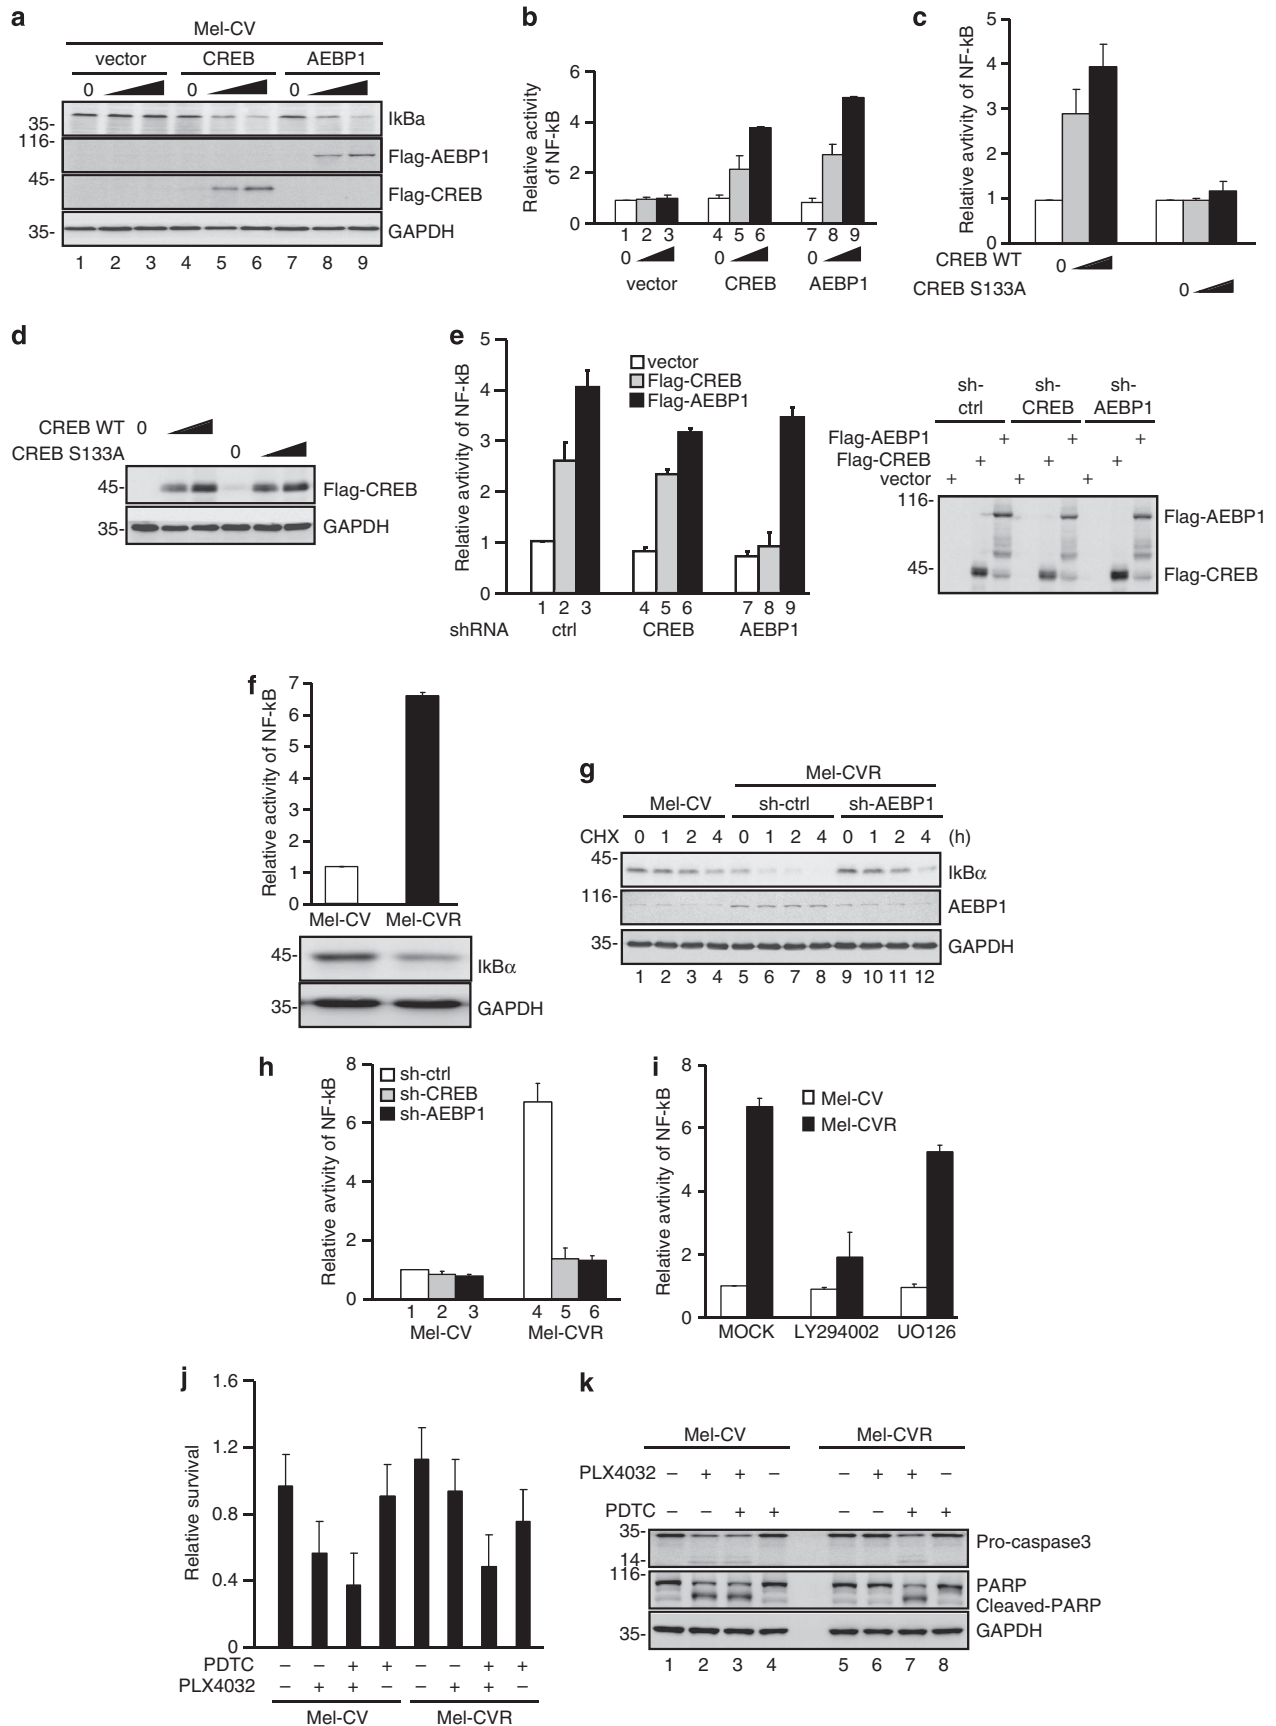 a
Mel-CV
vector CREB AEBP1
0 0 0
35- IkBa
116- Flag-AEBP1
45- Flag-CREB
35- GAPDH
1 2 3 4 5 6 7 8 9
b
Relative activity
of NF-kB
6
4
2
0
1 2 3 4 5 6 7 8 9
0 0 0
vector CREB AEBP1
c
Relative avtivity of NF-kB
5
4
3
2
1
0
CREB WT 0
CREB S133A 0
d
CREB WT 0
CREB S133A 0
45- Flag-CREB
35- GAPDH
e
Relative avtivity of NF-kB
5
4
3
2
1
0
vector
Flag-CREB
Flag-AEBP1
1 2 3 4 5 6 7 8 9
shRNA ctrl CREB AEBP1
sh- sh- sh-
ctrl CREB AEBP1
Flag-AEBP1 + + +
Flag-CREB + + +
vector + + +
116- Flag-AEBP1
45- Flag-CREB
f
Relative activity of NF-kB
7
6
5
4
3
2
1
0
Mel-CV Mel-CVR
45- IkBα
35- GAPDH
g
Mel-CVR
Mel-CV sh-ctrl sh-AEBP1
CHX 0 1 2 4 0 1 2 4 0 1 2 4 (h)
45- IkBα
116- AEBP1
35- GAPDH
1 2 3 4 5 6 7 8 9 10 11 12
h
Relative avtivity of NF-kB
8
6
4
2
0
sh-ctrl
sh-CREB
sh-AEBP1
1 2 3 4 5 6
Mel-CV Mel-CVR
i
Relative avtivity of NF-kB
8
6
4
2
0
Mel-CV
Mel-CVR
MOCK LY294002 UO126
j
Relative survival
1.6
1.2
0.8
0.4
0
PDTC – – + + – – + +
PLX4032 – + + – – + + –
Mel-CV Mel-CVR
k
Mel-CV Mel-CVR
PLX4032 – + + – – + + –
PDTC – – + + – – + +
35- Pro-caspase3
14-
116- PARP
Cleaved-PARP
35- GAPDH
1 2 3 4 5 6 7 8